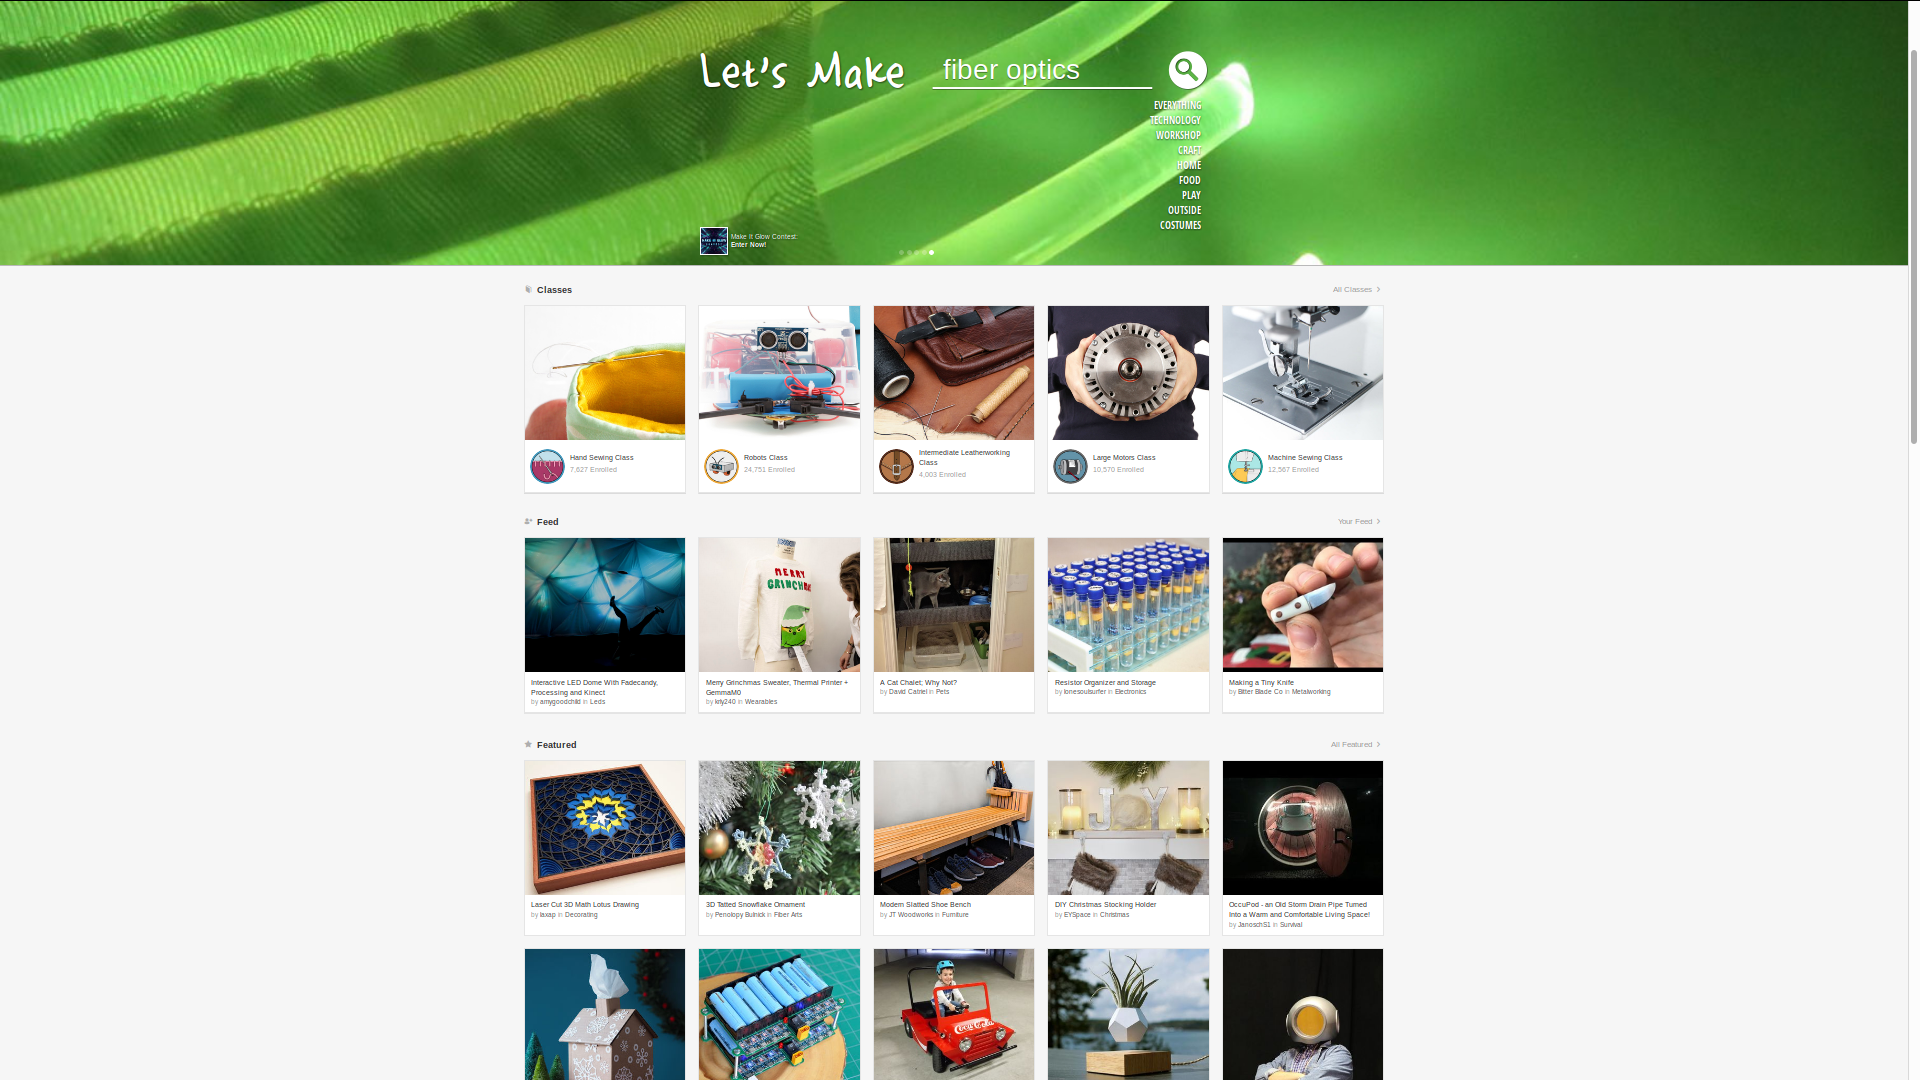 Let's Make
fiber optics
EVERYTHING
TECHNOLOGY
WORKSHOP
CRAFT
HOME
FOOD
PLAY
OUTSIDE
COSTUMES
Make It Glow Contest:
Enter Now!
Classes
All Classes
Hand Sewing Class
7,627 Enrolled
Robots Class
24,751 Enrolled
Intermediate Leatherworking
Class
4,003 Enrolled
Large Motors Class
10,570 Enrolled
Machine Sewing Class
12,567 Enrolled
Feed
Your Feed
MERRY
Interactive LED Dome With Fadecandy,
Processing and Kinect
by amygoodchild in Leds
Merry Grinchmas Sweater, Thermal Printer +
GemmaM0
by kily240 in Wearables
A Cat Chalet: Why Not?
by David Catriel in Pets
Resistor Organizer and Storage
by lonesoulsurfer in Electronics
Making a Tiny Knife
by Bitter Blade Co in Metalworking
Featured
All Featured
JOY
Laser Cut 3D Math Lotus Drawing
by laxap in Decorating
3D Tatted Snowflake Ornament
by Penolopy Bulnick in Fiber Arts
Modern Slatted Shoe Bench
by JT Woodworks in Furniture
DIY Christmas Stocking Holder
by EYSpace in Christmas
OccuPod - an Old Storm Drain Pipe Turned
Into a Warm and Comfortable Living Space!
by JanoschS1 in Survival
Coca-Cola